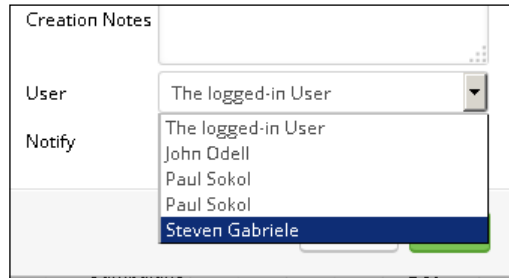 Creation Notes
User
The logged-in User
Notify
The logged-in User
John Odell
Paul Sokol
Paul Sokol
Steven Gabriele